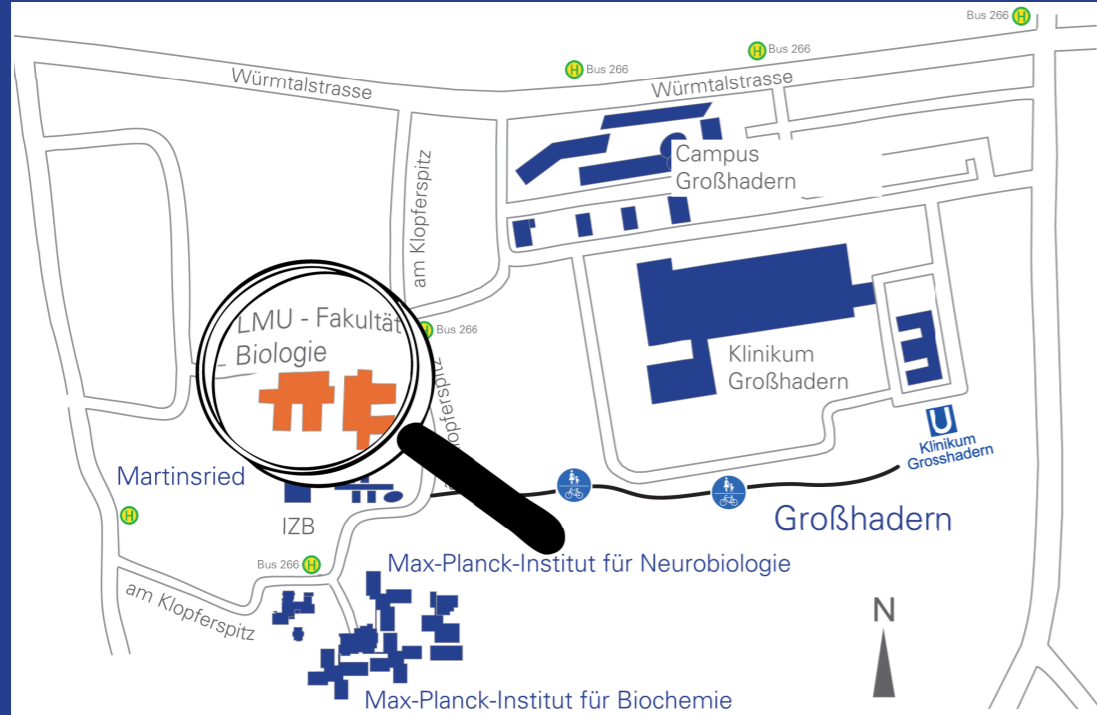 Bus 266
Bus 266
Bus 266
Würmtalstrasse
Würmtalstrasse
Campus
Großhadern
am Klopferspitz
LMU - Fakultät
Biologie
Bus 266
opferspitz
Klinikum
Großhadern
U
Klinikum
Grosshadern
Martinsried
Großhadern
IZB
H
H
H
H
H
H
Bus 266
Max-Planck-Institut für Neurobiologie
am Klopferspitz
N
Max-Planck-Institut für Biochemie